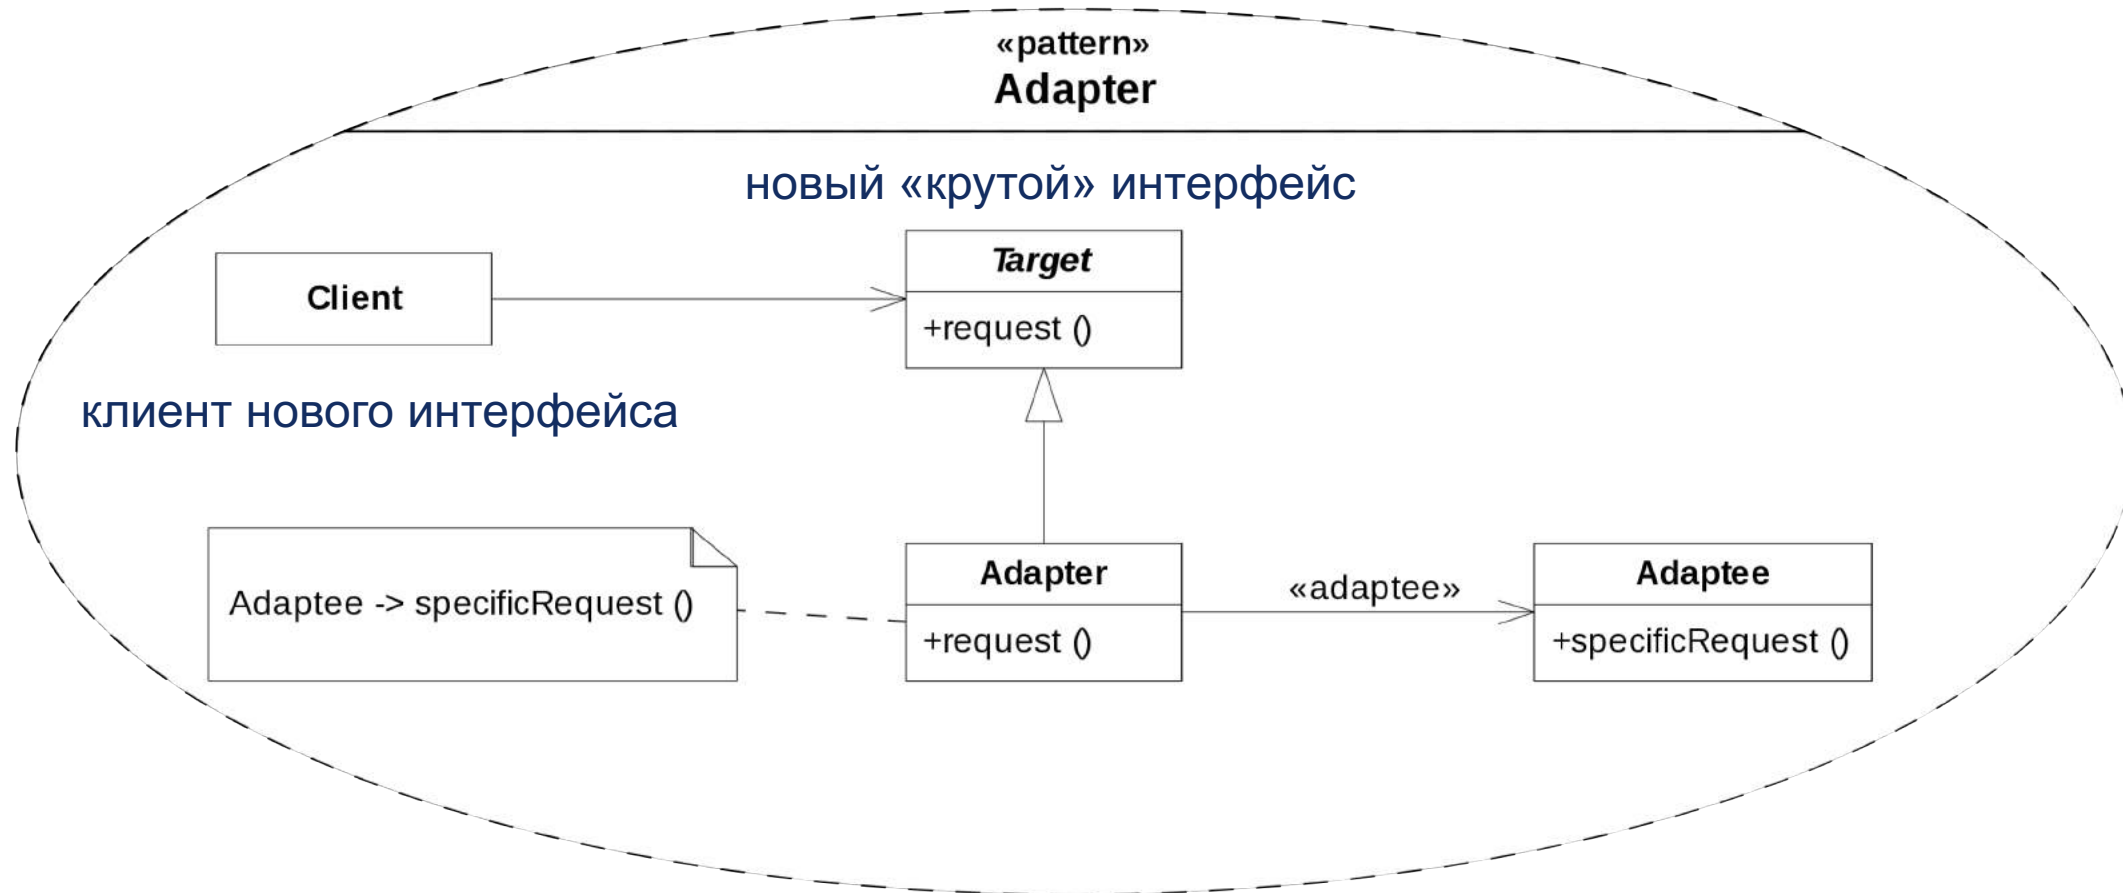 «pattern»
Adapter
новый «крутой» интерфейс
Client
Target
+request ()
клиент нового интерфейса
Adaptee -> specificRequest ()
Adapter
+request ()
«adaptee»
Adaptee
+specificRequest ()